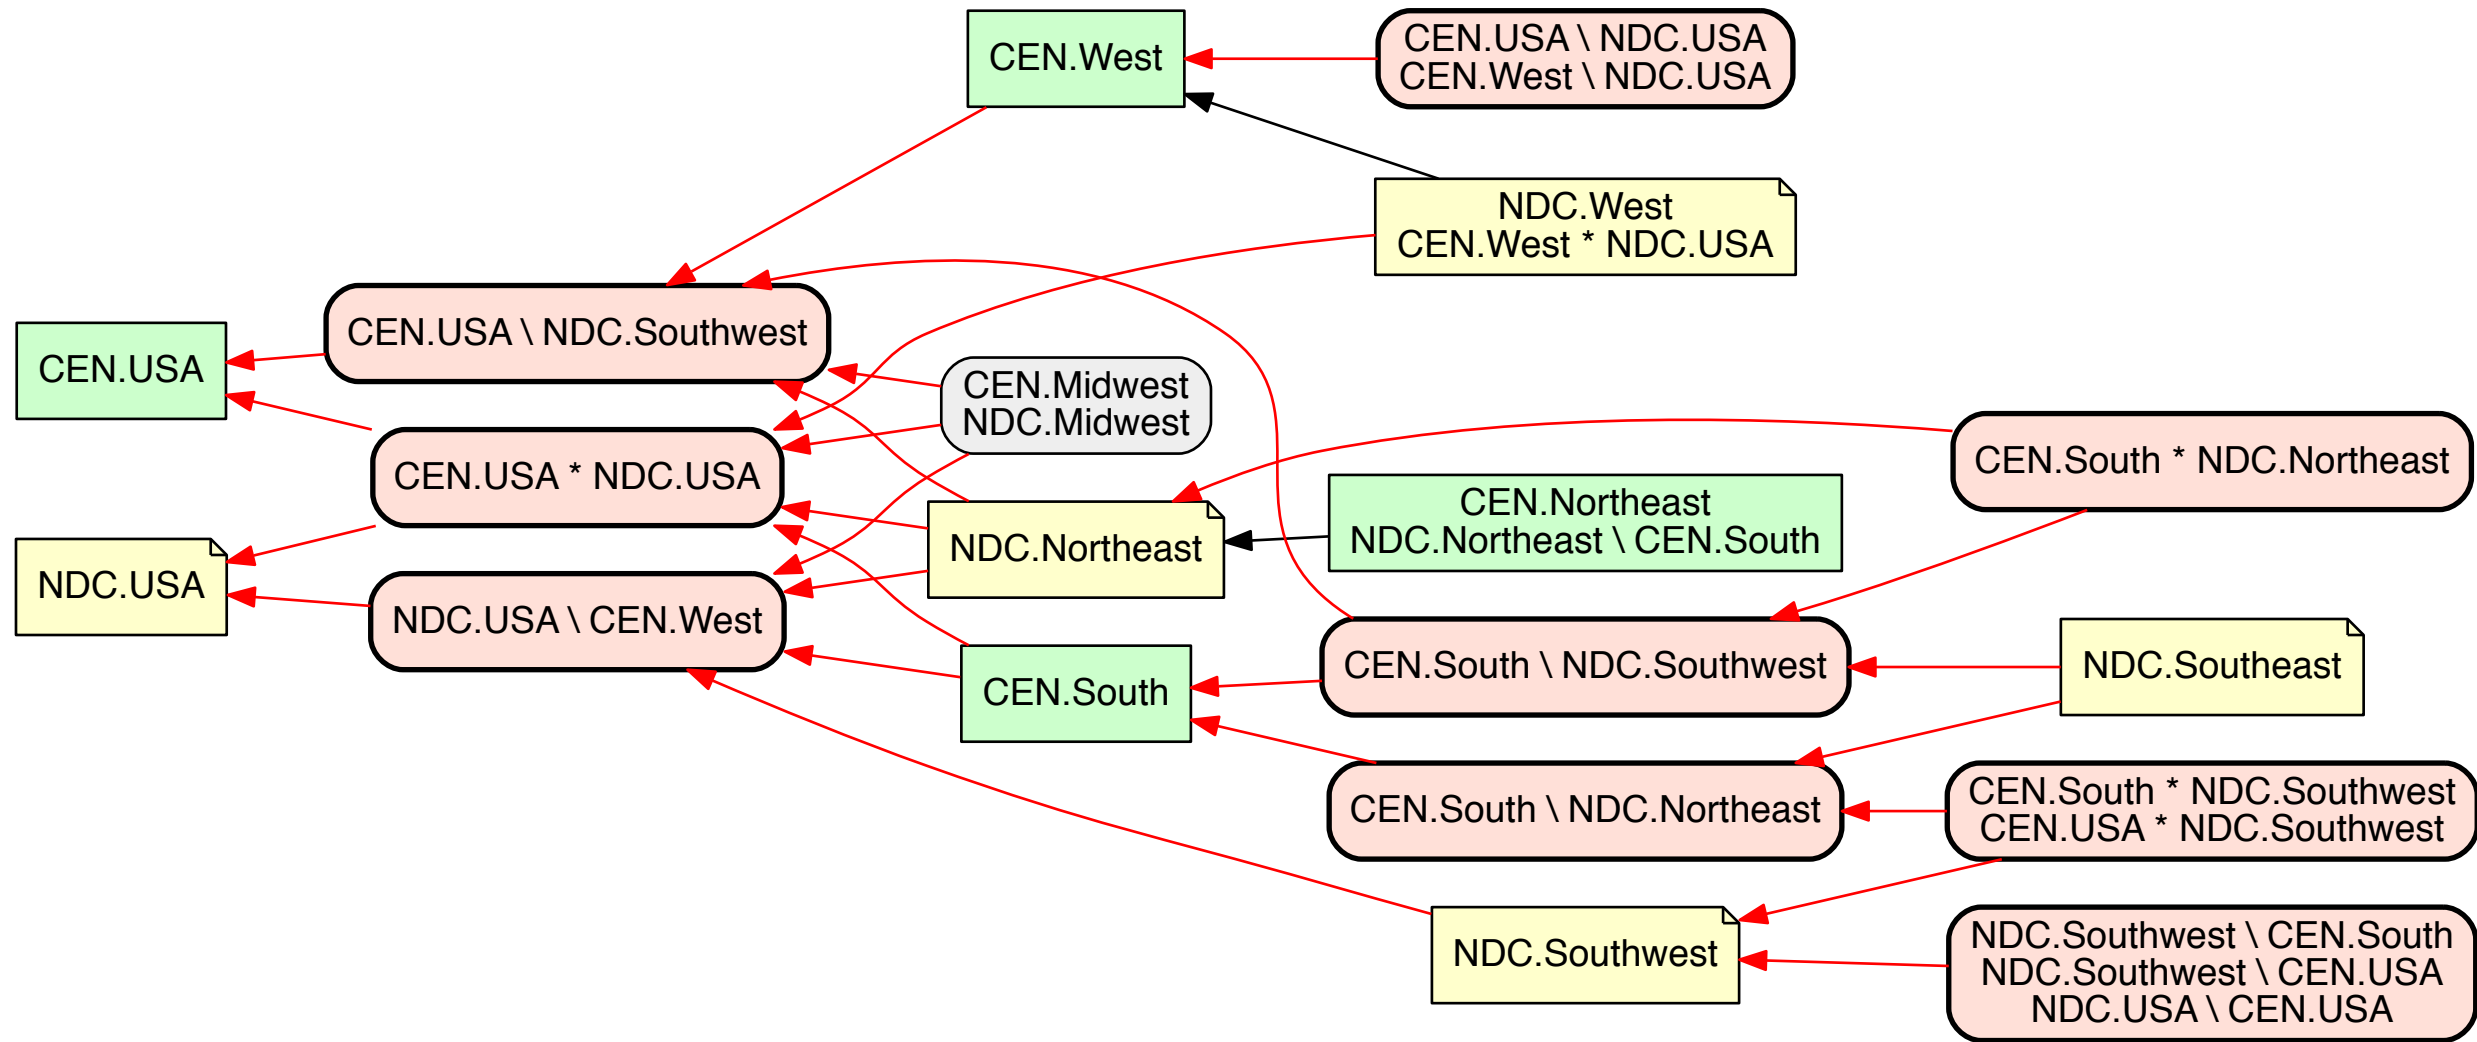 CEN.West
CEN.USA \ NDC.USA
CEN.West \ NDC.USA
NDC.West
CEN.West * NDC.USA
CEN.USA \ NDC.Southwest
CEN.USA
CEN.Midwest
NDC.Midwest
CEN.USA * NDC.USA
CEN.South * NDC.Northeast
CEN.Northeast
NDC.Northeast \ CEN.South
NDC.Northeast
NDC.USA
NDC.USA \ CEN.West
CEN.South \ NDC.Southwest
NDC.Southeast
CEN.South
CEN.South \ NDC.Northeast
CEN.South * NDC.Southwest
CEN.USA * NDC.Southwest
NDC.Southwest
NDC.Southwest \ CEN.South
NDC.Southwest \ CEN.USA
NDC.USA \ CEN.USA